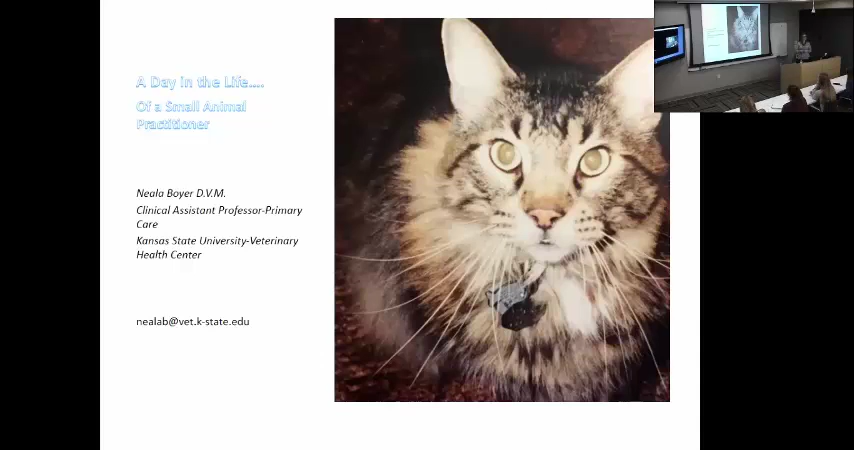 A Day in the Life....
Of a Small Animal
Practitioner
Neala Boyer D.V.M.
Clinical Assistant Professor-Primary
Care
Kansas State University-Veterinary
Health Center
nealab@vet.k-state.edu